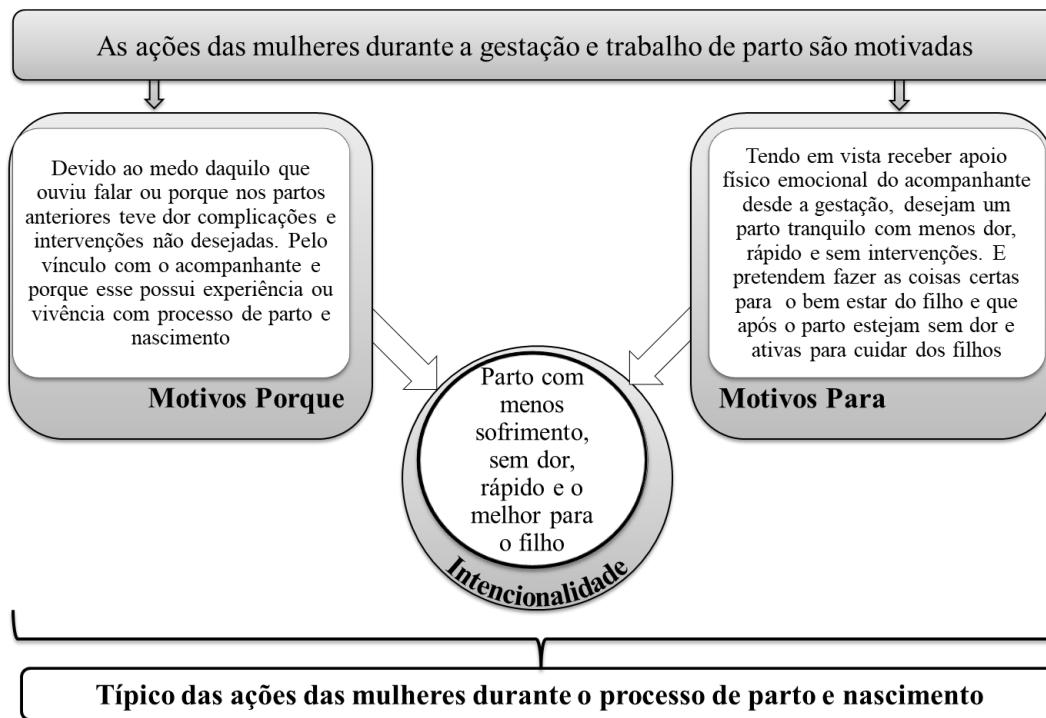 As ações das mulheres durante a gestação e trabalho de parto são motivadas
Devido ao medo daquilo que
ouviu falar ou porque nos partos
anteriores teve dor complicações e
intervenções não desejadas. Pelo
vínculo com o acompanhante e
porque esse possui experiência ou
vivência com processo de parto e
nascimento
Motivos Porque
Tendo em vista receber apoio
físico emocional do acompanhante
desde a gestação, desejam um
parto tranquilo com menos dor,
rápido e sem intervenções. E
pretendem fazer as coisas certas
para o bem estar do filho e que
após o parto estejam sem dor e
ativas para cuidar dos filhos
Motivos Para
Parto com
menos
sofrimento,
sem dor,
rápido e o
melhor para
o filho
Intencionalidade
Típico das ações das mulheres durante o processo de parto e nascimento